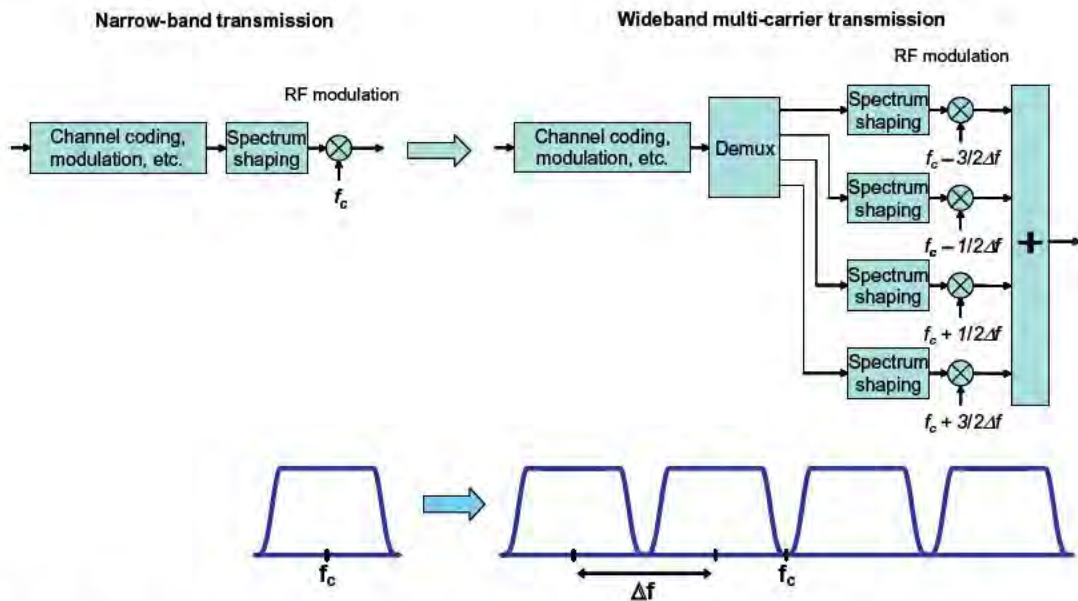 Narrow-band transmission
Wideband multi-carrier transmission
RF modulation
Channel coding,
modulation, etc.
Spectrum
shaping
f_c
RF modulation
Channel coding,
modulation, etc.
Demux
Spectrum
shaping
f_c – 3/2Δf
Spectrum
shaping
f_c – 1/2Δf
Spectrum
shaping
f_c + 1/2Δf
Spectrum
shaping
f_c + 3/2Δf
+
f_c
Δf
f_c